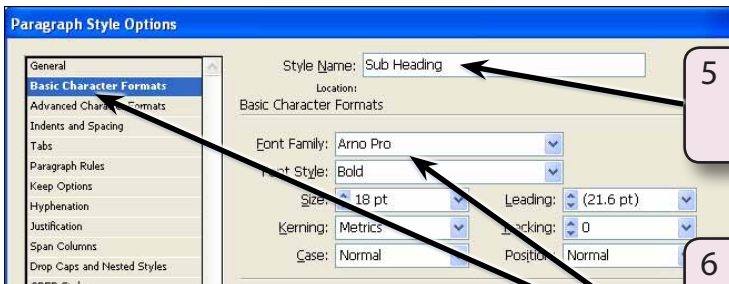 Paragraph Style Options
General
Basic Character Formats
Advanced Character Formats
Indents and Spacing
Tabs
Paragraph Rules
Keep Options
Hyphenation
Justification
Span Columns
Drop Caps and Nested Styles
Style Name: Sub Heading
Location:
Basic Character Formats
Font Family: Arno Pro
Font Style: Bold
Size: 18 pt Leading: (21.6 pt)
Kerning: Metrics Tracking: 0
Case: Normal Position: Normal
5
6